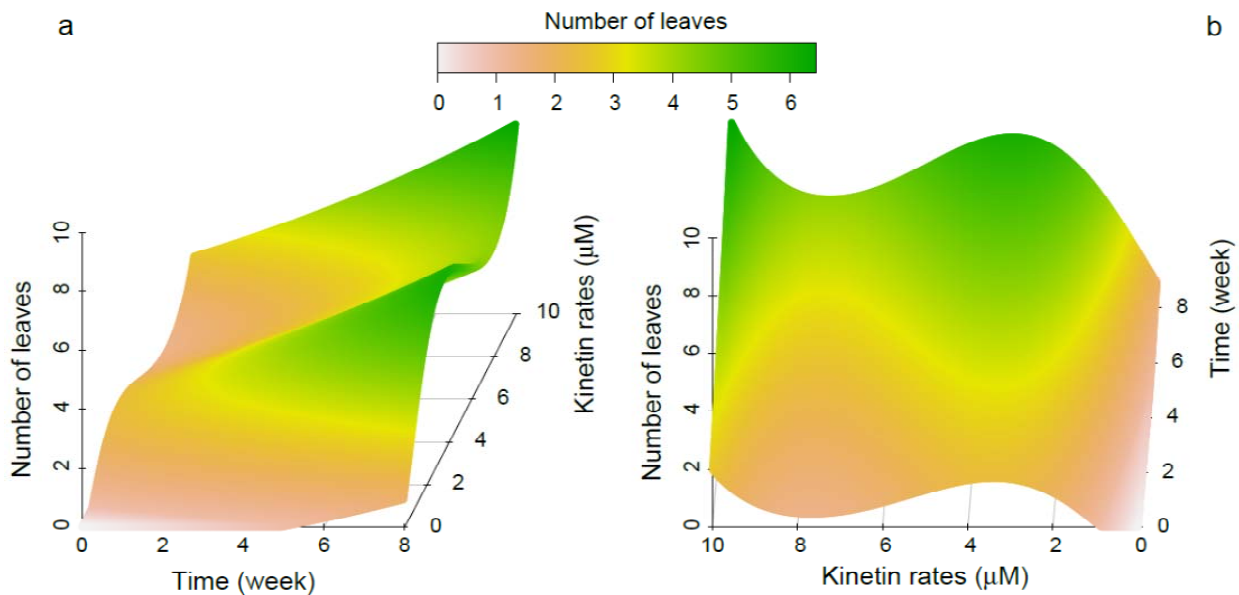 a
Number of leaves
b
0 1 2 3 4 5 6
Number of leaves
0 2 4 6 8 10
0 2 4 6 8
Time (week)
0 2 4 6 8 10
Kinetin rates (µM)
Number of leaves
0 2 4 6 8 10
10 8 6 4 2 0
Kinetin rates (µM)
0 2 4 6 8
Time (week)